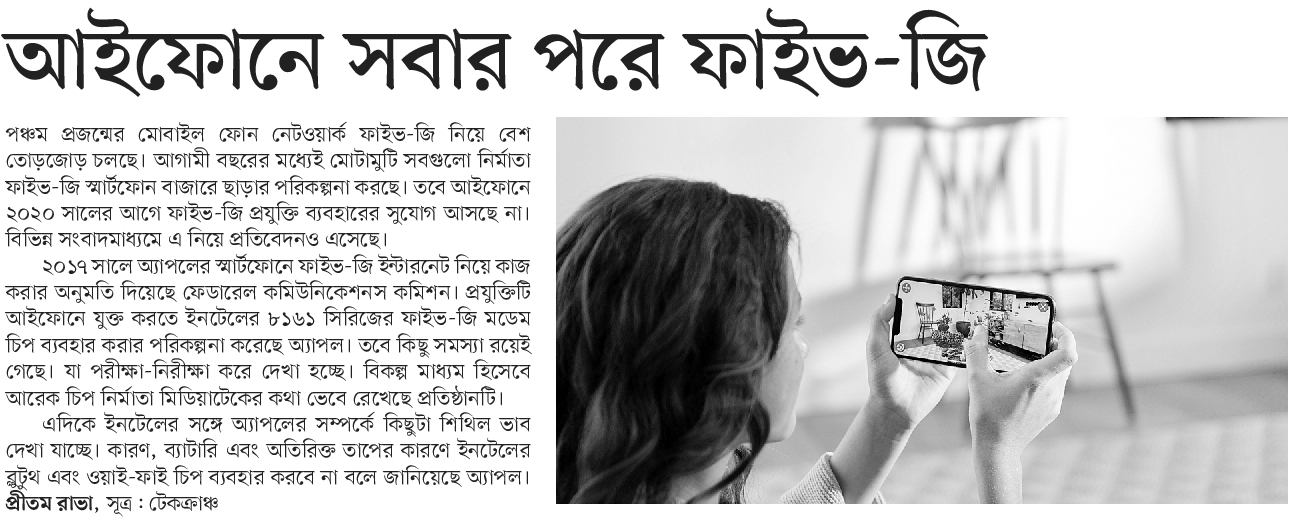 আইফোনে সবার পরে ফাইভ-জি
পঞ্চম প্রজন্মের মোবাইল ফোন নেটওয়ার্ক ফাইভ-জি নিয়ে বেশ
তোড়জোড় চলছে। আগামী বছরের মধ্যেই মোটামুটি সবগুলো নির্মাতা
ফাইভ-জি স্মার্টফোন বাজারে ছাড়ার পরিকল্পনা করছে। তবে আইফোনে
২০২০ সালের আগে ফাইভ-জি প্রযুক্তি ব্যবহারের সুযোগ আসছে না।
বিভিন্ন সংবাদমাধ্যমে এ নিয়ে প্রতিবেদনও এসেছে।
২০১৭ সালে অ্যাপলের স্মার্টফোনে ফাইভ-জি ইন্টারনেট নিয়ে কাজ
করার অনুমতি দিয়েছে ফেডারেল কমিউনিকেশনস কমিশন। প্রযুক্তিটি
আইফোনে যুক্ত করতে ইনটেলের ৮১৬১ সিরিজের ফাইভ-জি মডেম
চিপ ব্যবহার করার পরিকল্পনা করেছে অ্যাপল। তবে কিছু সমস্যা রয়েই
গেছে। যা পরীক্ষা-নিরীক্ষা করে দেখা হচ্ছে। বিকল্প মাধ্যম হিসেবে
আরেক চিপ নির্মাতা মিডিয়াটেকের কথা ভেবে রেখেছে প্রতিষ্ঠানটি।
এদিকে ইনটেলের সঙ্গে অ্যাপলের সম্পর্কে কিছুটা শিথিল ভাব
দেখা যাচ্ছে। কারণ, ব্যাটারি এবং অতিরিক্ত তাপের কারণে ইনটেলের
ব্লুটুথ এবং ওয়াই-ফাই চিপ ব্যবহার করবে না বলে জানিয়েছে অ্যাপল।
প্রীতম রাভা, সূত্র : টেকক্রাঞ্চ